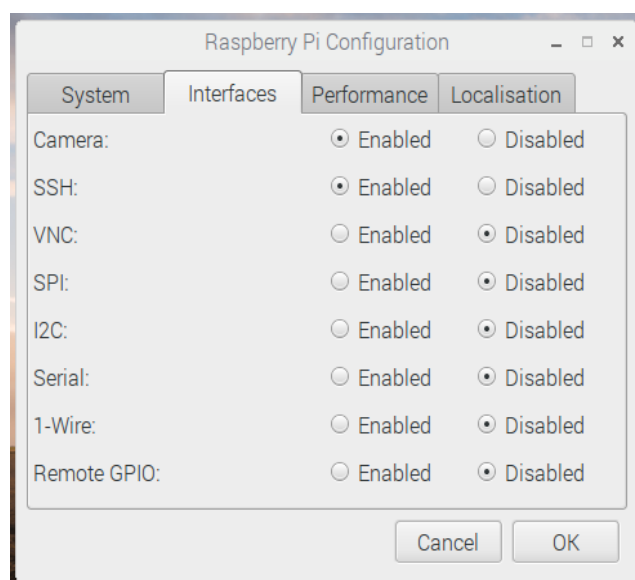 Raspberry Pi Configuration
System Interfaces Performance Localisation
Camera: Enabled Disabled
SSH: Enabled Disabled
VNC: Enabled Disabled
SPI: Enabled Disabled
I2C: Enabled Disabled
Serial: Enabled Disabled
1-Wire: Enabled Disabled
Remote GPIO: Enabled Disabled
Cancel OK